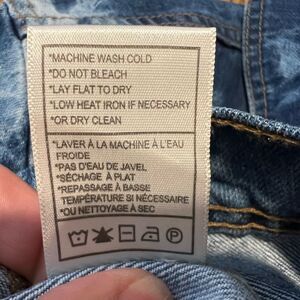 *MACHINE WASH COLD
*DO NOT BLEACH
*LAY FLAT TO DRY
*LOW HEAT IRON IF NECESSARY
*OR DRY CLEAN
*LAVER À LA MACHINE À L'EAU
FROIDE
*PAS D'EAU DE JAVEL
*SÉCHAGE À PLAT
*REPASSAGE À BASSE
TEMPÉRATURE SI NÉCESSAIRE
*OU NETTOYAGE À SEC
P